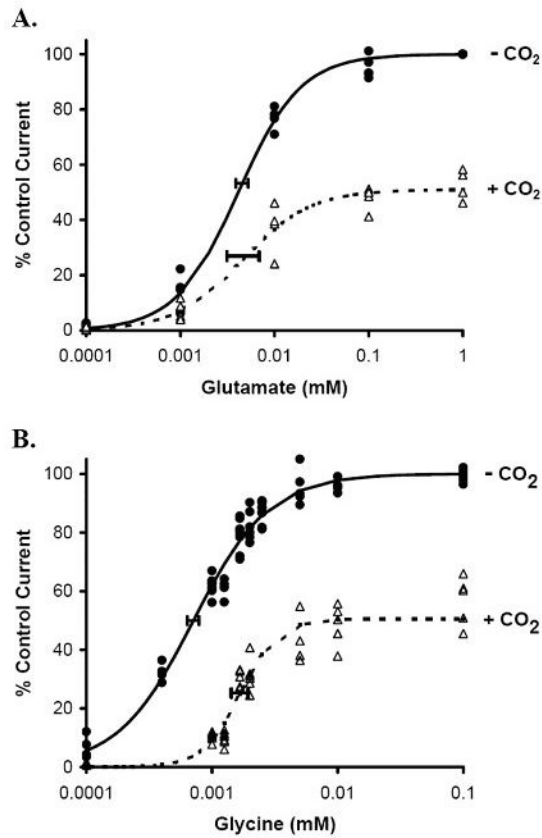 A.
% Control Current
100
80
60
40
20
0
- CO₂
+ CO₂
0.0001
0.001
0.01
0.1
1
Glutamate (mM)
B.
% Control Current
100
80
60
40
20
0
- CO₂
+ CO₂
0.0001
0.001
0.01
0.1
Glycine (mM)